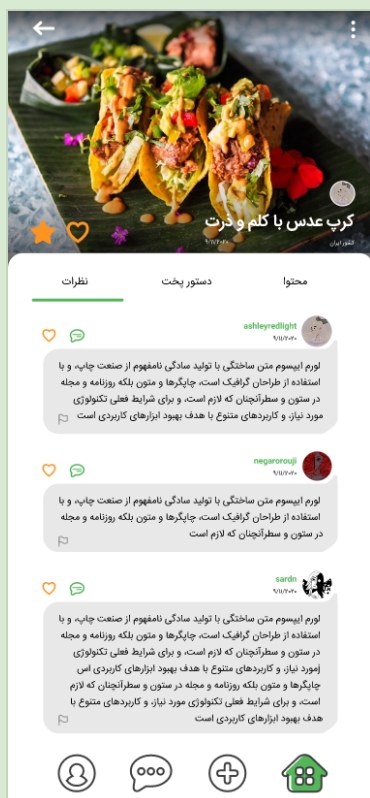 کرپ عدس با کلم و ذرت
کشور ایران
۹/۱۱/۲۰۲۰
محتوا
دستور پخت
نظرات
ashleyredlight
۹/۱۱/۲۰۲۰
لورم ایپسوم متن ساختگی با تولید سادگی نامفهوم از صنعت چاپ، و با
استفاده از طراحان گرافیک است، چاپگرها و متون بلکه روزنامه و مجله
در ستون و سطرآنچنان که لازم است، و برای شرایط فعلی تکنولوژی
مورد نیاز، و کاربردهای متنوع با هدف بهبود ابزارهای کاربردی است
negarorouji
۹/۱۱/۲۰۲۰
لورم ایپسوم متن ساختگی با تولید سادگی نامفهوم از صنعت چاپ، و با
استفاده از طراحان گرافیک است، چاپگرها و متون بلکه روزنامه و مجله
در ستون و سطرآنچنان که لازم است
sardn
۹/۱۱/۲۰۲۰
لورم ایپسوم متن ساختگی با تولید سادگی نامفهوم از صنعت چاپ، و با
استفاده از طراحان گرافیک است، چاپگرها و متون بلکه روزنامه و مجله
در ستون و سطرآنچنان که لازم است، و برای شرایط فعلی تکنولوژی
زمورد نیاز، و کاربردهای متنوع با هدف بهبود ابزارهای کاربردی اس
چاپگرها و متون بلکه روزنامه و مجله در ستون و سطرآنچنان که لازم
است، و برای شرایط فعلی تکنولوژی مورد نیاز، و کاربردهای متنوع با
هدف بهبود ابزارهای کاربردی است